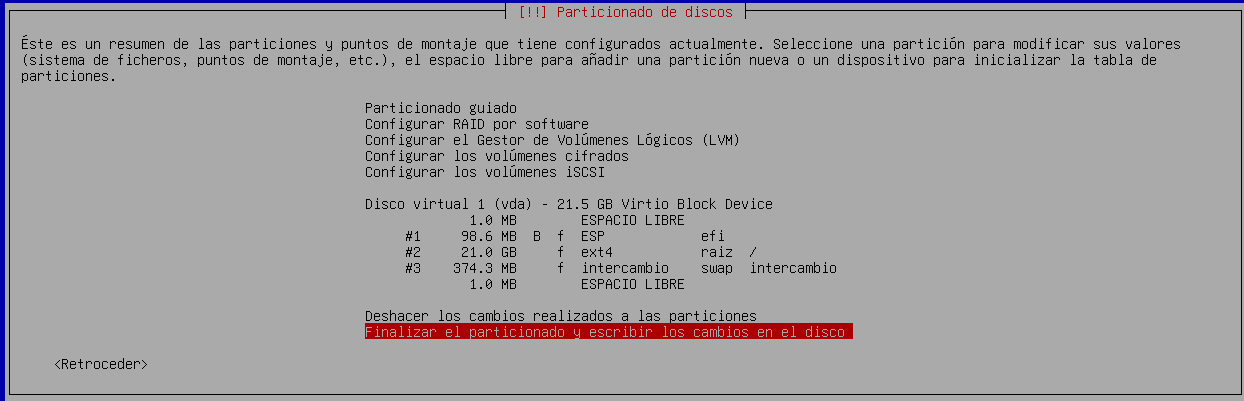 [!!] Particionado de discos
Éste es un resumen de las particiones y puntos de montaje que tiene configurados actualmente. Seleccione una partición para modificar sus valores
(sistema de ficheros, puntos de montaje, etc.), el espacio libre para añadir una partición nueva o un dispositivo para inicializar la tabla de
particiones.
Particionado guiado
Configurar RAID por software
Configurar el Gestor de Volúmenes Lógicos (LVM)
Configurar los volúmenes cifrados
Configurar los volúmenes iSCSI
Disco virtual 1 (vda) - 21.5 GB Virtio Block Device
1.0 MB ESPACIO LIBRE
#1 98.6 MB B f ESP efi
#2 21.0 GB f ext4 raiz /
#3 374.3 MB f intercambio swap intercambio
1.0 MB ESPACIO LIBRE
Deshacer los cambios realizados a las particiones
Finalizar el particionado y escribir los cambios en el disco
<Retroceder>